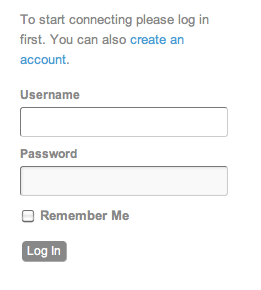 To start connecting please log in
first. You can also create an
account.
Username
Password
Remember Me
Log In